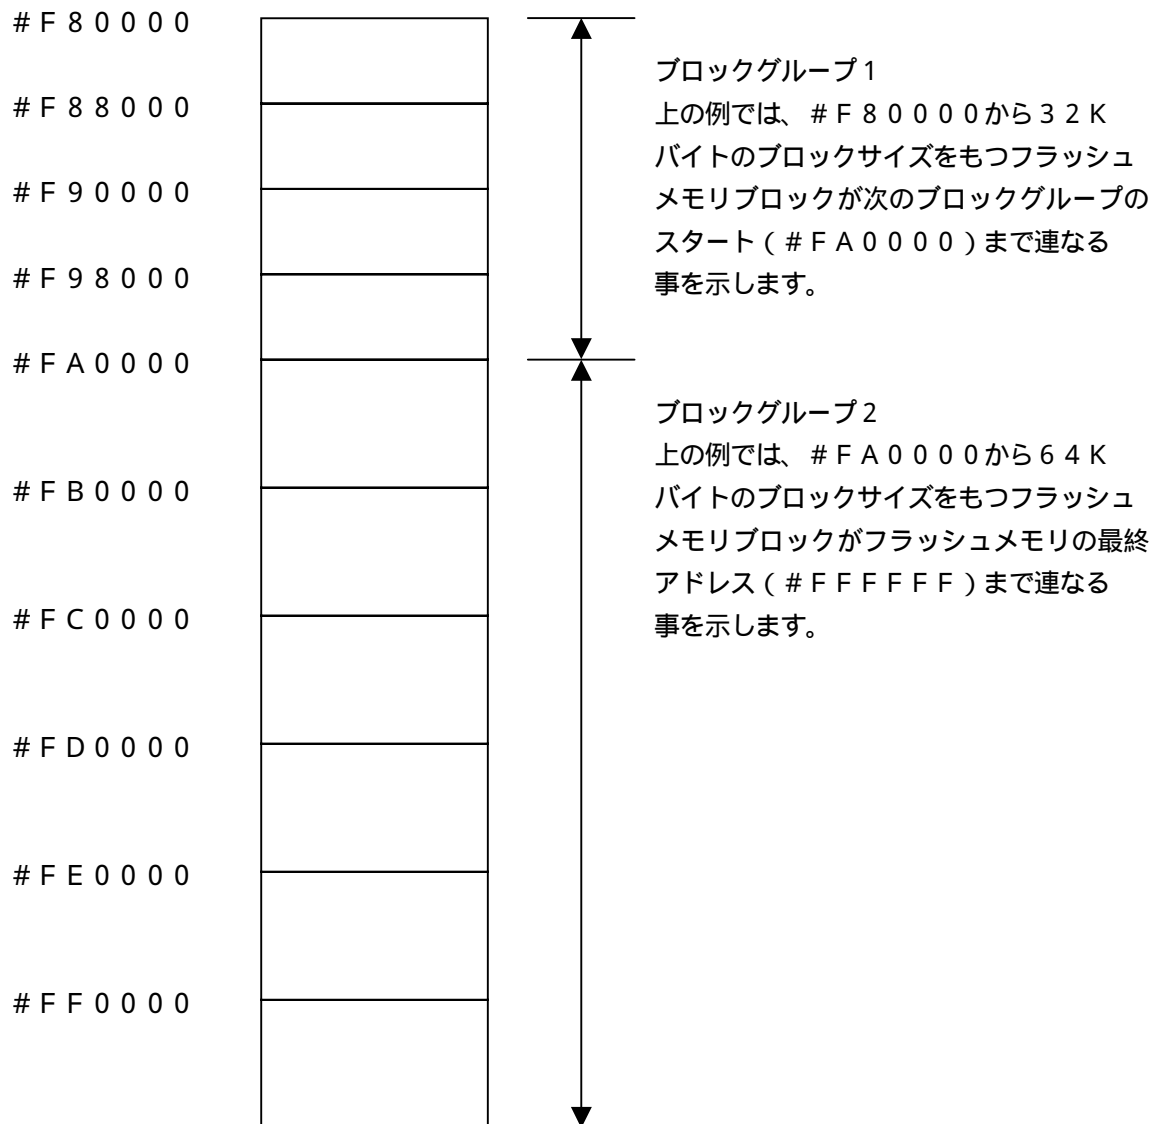 #F80000
ブロックグループ1
上の例では、#F80000から32K
#F88000
バイトのブロックサイズをもつフラッシュ
#F90000
メモリブロックが次のブロックグループの
スタート(#FA0000)まで連なる
#F98000
事を示します。
#FA0000
ブロックグループ2
上の例では、#FA0000から64K
#FB0000
バイトのブロックサイズをもつフラッシュ
メモリブロックがフラッシュメモリの最終
アドレス(#FFFFFF)まで連なる
#FC0000
事を示します。
#FD0000
#FE0000
#FF0000